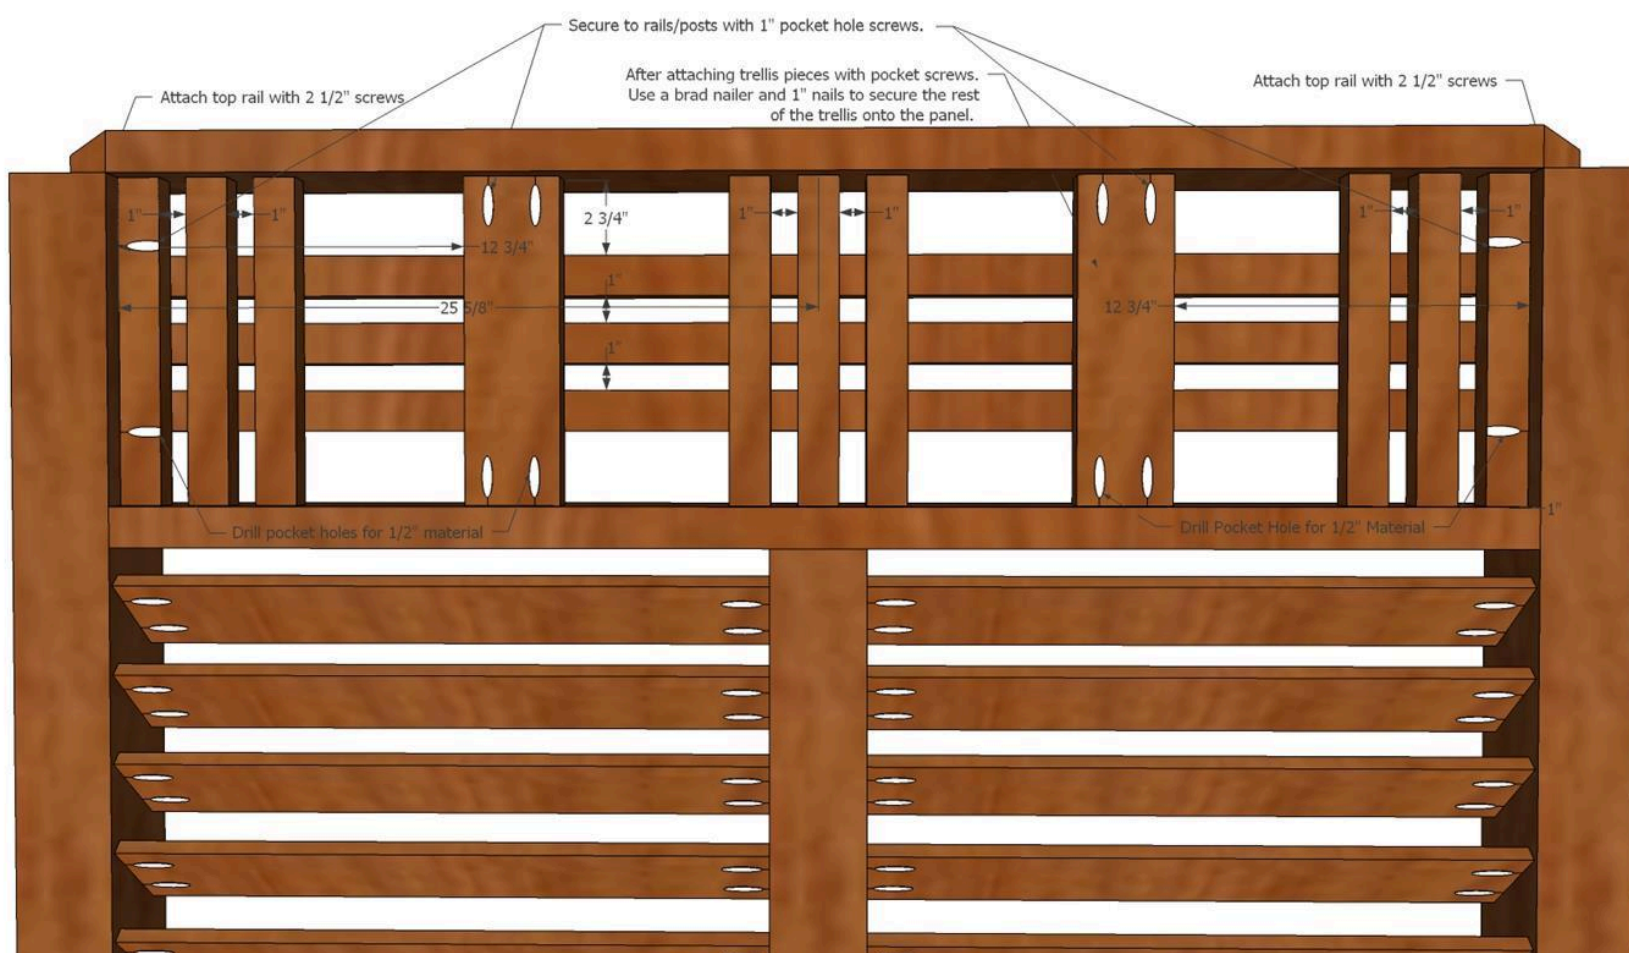 Secure to rails/posts with 1" pocket hole screws.
After attaching trellis pieces with pocket screws.
Use a brad nailer and 1" nails to secure the rest
of the trellis onto the panel.
Attach top rail with 2 1/2" screws
Attach top rail with 2 1/2" screws
1"
1"
2 3/4"
1"
1"
1"
1"
12 3/4"
1"
25 5/8"
12 3/4"
1"
1"
Drill pocket holes for 1/2" material
Drill Pocket Hole for 1/2" Material